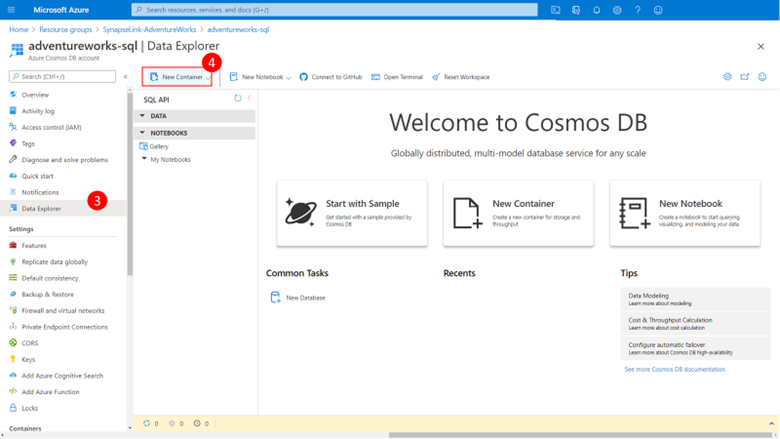 Microsoft Azure
Search resources, services, and docs (G+/)
Home > Resource groups > SynapseLink-AdventureWorks > adventureworks-sql
adventureworks-sql | Data Explorer
Azure Cosmos DB account
Search (Ctrl+/)
Overview
Activity log
Access control (IAM)
Tags
Diagnose and solve problems
Quick start
Notifications
Data Explorer
3
Settings
Features
Replicate data globally
Default consistency
Backup & Restore
Firewall and virtual networks
Private Endpoint Connections
CORS
Keys
Add Azure Cognitive Search
Add Azure Function
Locks
Containers
4
New Container
New Notebook
Connect to GitHub
Open Terminal
Reset Workspace
SQL API
DATA
NOTEBOOKS
Gallery
My Notebooks
Welcome to Cosmos DB
Globally distributed, multi-model database service for any scale
Start with Sample
Get started with a sample provided by
Cosmos DB
New Container
Create a new container for storage and
throughput
New Notebook
Create a notebook to start querying,
visualizing, and modeling your data
Common Tasks
New Database
Recents
Tips
Data Modeling
Learn more about modeling
Cost & Throughput Calculation
Learn more about cost calculation
Configure automatic failover
Learn more about Cosmos DB high-availability
See more Cosmos DB documentation
0 0 0